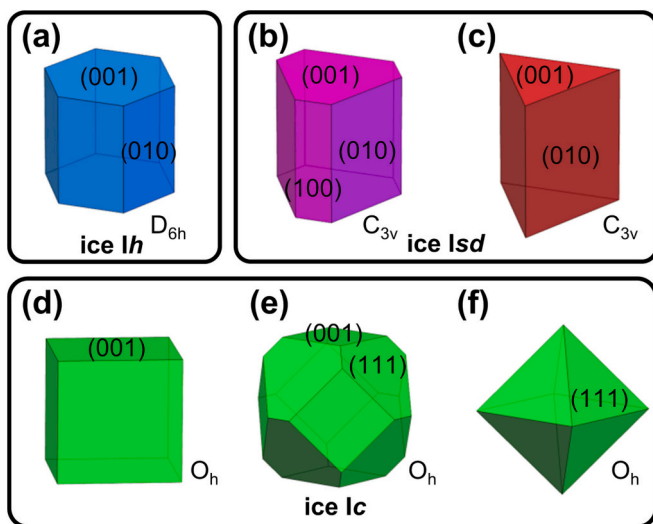 (a)
(001)
(010)
D6h
ice Ih
(b)
(001)
(010)
(100)
C3v
(c)
(001)
(010)
C3v
ice Isd
(d)
(001)
Oh
(e)
(001)
(111)
Oh
(f)
(111)
Oh
ice Ic